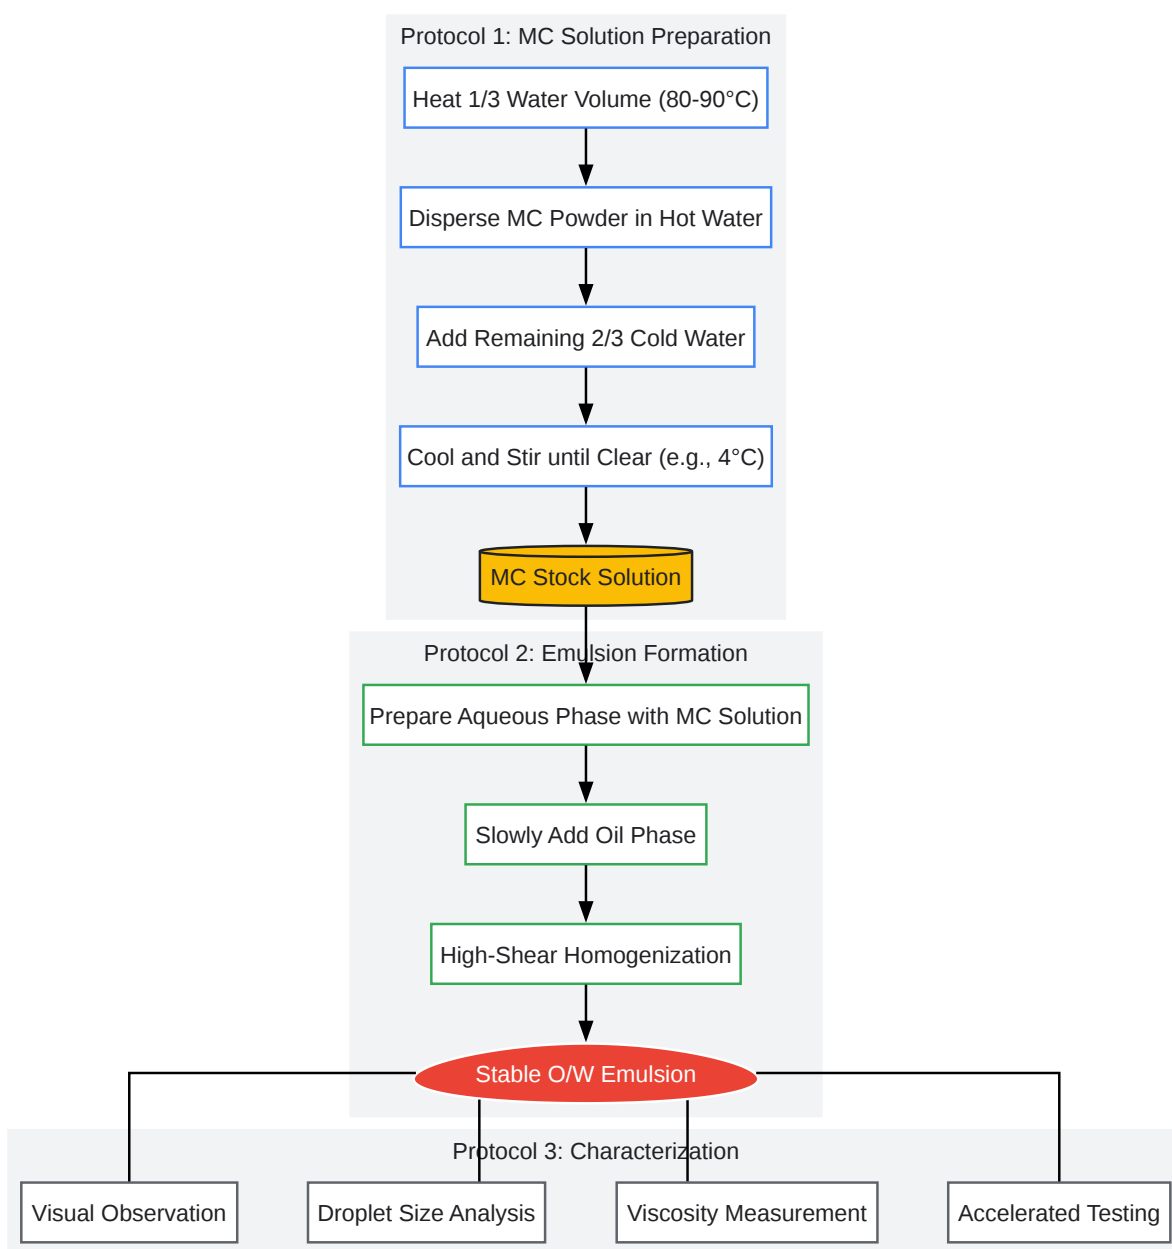 Protocol 1: MC Solution Preparation
Heat 1/3 Water Volume (80-90°C)
Disperse MC Powder in Hot Water
Add Remaining 2/3 Cold Water
Cool and Stir until Clear (e.g., 4°C)
MC Stock Solution
Protocol 2: Emulsion Formation
Prepare Aqueous Phase with MC Solution
Slowly Add Oil Phase
High-Shear Homogenization
Stable O/W Emulsion
Protocol 3: Characterization
Visual Observation
Droplet Size Analysis
Viscosity Measurement
Accelerated Testing